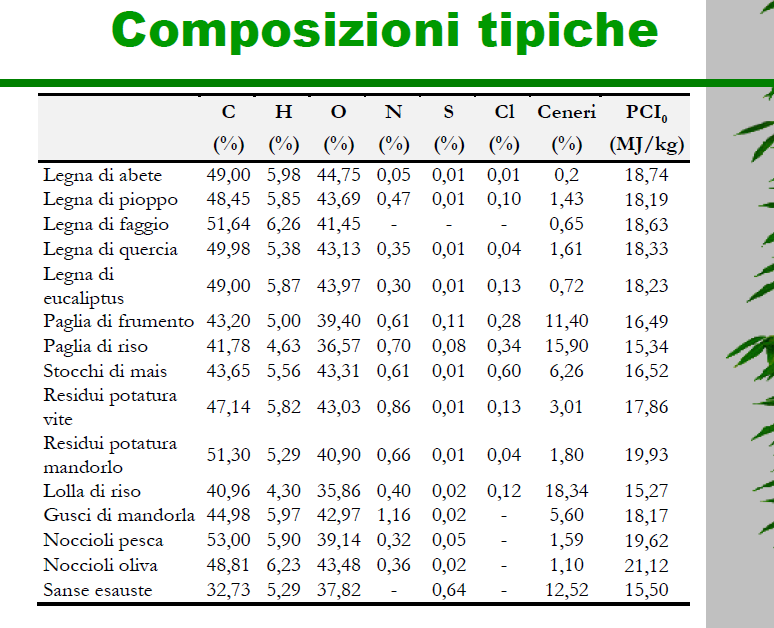 Composizioni tipiche
C H O N S Cl Ceneri PCI₀
(%) (%) (%) (%) (%) (%) (%) (MJ/kg)
Legna di abete 49,00 5,98 44,75 0,05 0,01 0,01 0,2 18,74
Legna di pioppo 48,45 5,85 43,69 0,47 0,01 0,10 1,43 18,19
Legna di faggio 51,64 6,26 41,45 - - - 0,65 18,63
Legna di quercia 49,98 5,38 43,13 0,35 0,01 0,04 1,61 18,33
Legna di
eucaliptus 49,00 5,87 43,97 0,30 0,01 0,13 0,72 18,23
Paglia di frumento 43,20 5,00 39,40 0,61 0,11 0,28 11,40 16,49
Paglia di riso 41,78 4,63 36,57 0,70 0,08 0,34 15,90 15,34
Stocchi di mais 43,65 5,56 43,31 0,61 0,01 0,60 6,26 16,52
Residui potatura
vite 47,14 5,82 43,03 0,86 0,01 0,13 3,01 17,86
Residui potatura
mandorlo 51,30 5,29 40,90 0,66 0,01 0,04 1,80 19,93
Lolla di riso 40,96 4,30 35,86 0,40 0,02 0,12 18,34 15,27
Gusci di mandorla 44,98 5,97 42,97 1,16 0,02 - 5,60 18,17
Noccioli pesca 53,00 5,90 39,14 0,32 0,05 - 1,59 19,62
Noccioli oliva 48,81 6,23 43,48 0,36 0,02 - 1,10 21,12
Sanse esauste 32,73 5,29 37,82 - 0,64 - 12,52 15,50